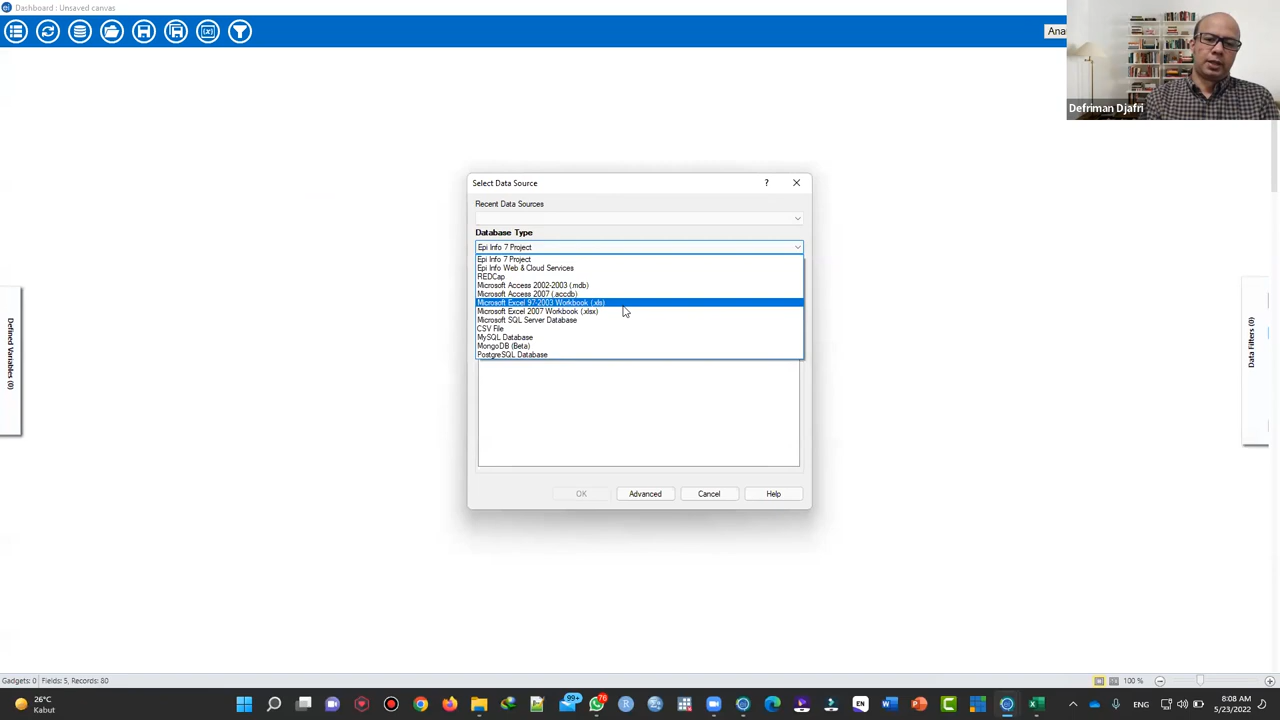 Dashboard : Unsaved canvas
Ana
Defriman Djafri
Select Data Source
?
Recent Data Sources
Database Type
Epi Info 7 Project
Epi Info 7 Project
Epi Info Web & Cloud Services
REDCap
Microsoft Access 2002-2003 (.mdb)
Microsoft Access 2007 (.accdb)
Microsoft Excel 97-2003 Workbook (.xls)
Microsoft Excel 2007 Workbook (.xlsx)
Microsoft SQL Server Database
CSV File
MySQL Database
MongoDB (Beta)
PostgreSQL Database
OK
Advanced
Cancel
Help
Defined Variables (0)
Data Filters (0)
Gadgets: 0
Fields: 5, Records: 80
100 %
26°C
Kabut
99+
76
EN
ENG
8:08 AM
5/23/2022